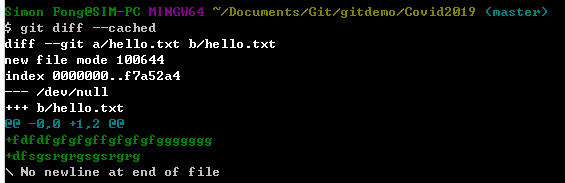 Simon Fong@SIM-PC MINGW64 ~/Documents/Git/gitdemo/Covid2019 (master)
$ git diff --cached
diff --git a/hello.txt b/hello.txt
new file mode 100644
index 0000000..f7a52a4
--- /dev/null
+++ b/hello.txt
@@ -0,0 +1,2 @@
+fdfdfgfgfgffgfgfgfggggggg
+dfsgsrgrgsgsrgrg
\ No newline at end of file